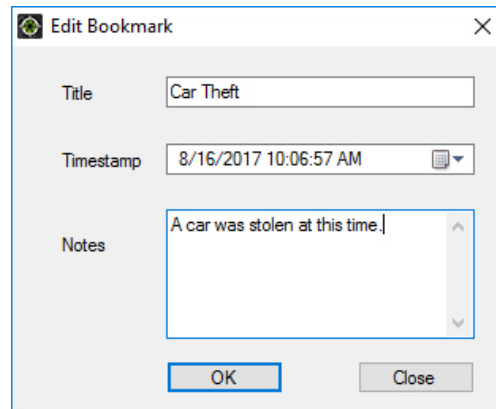 Edit Bookmark
Title
Car Theft
Timestamp
8/16/2017 10:06:57 AM
Notes
A car was stolen at this time.
OK
Close